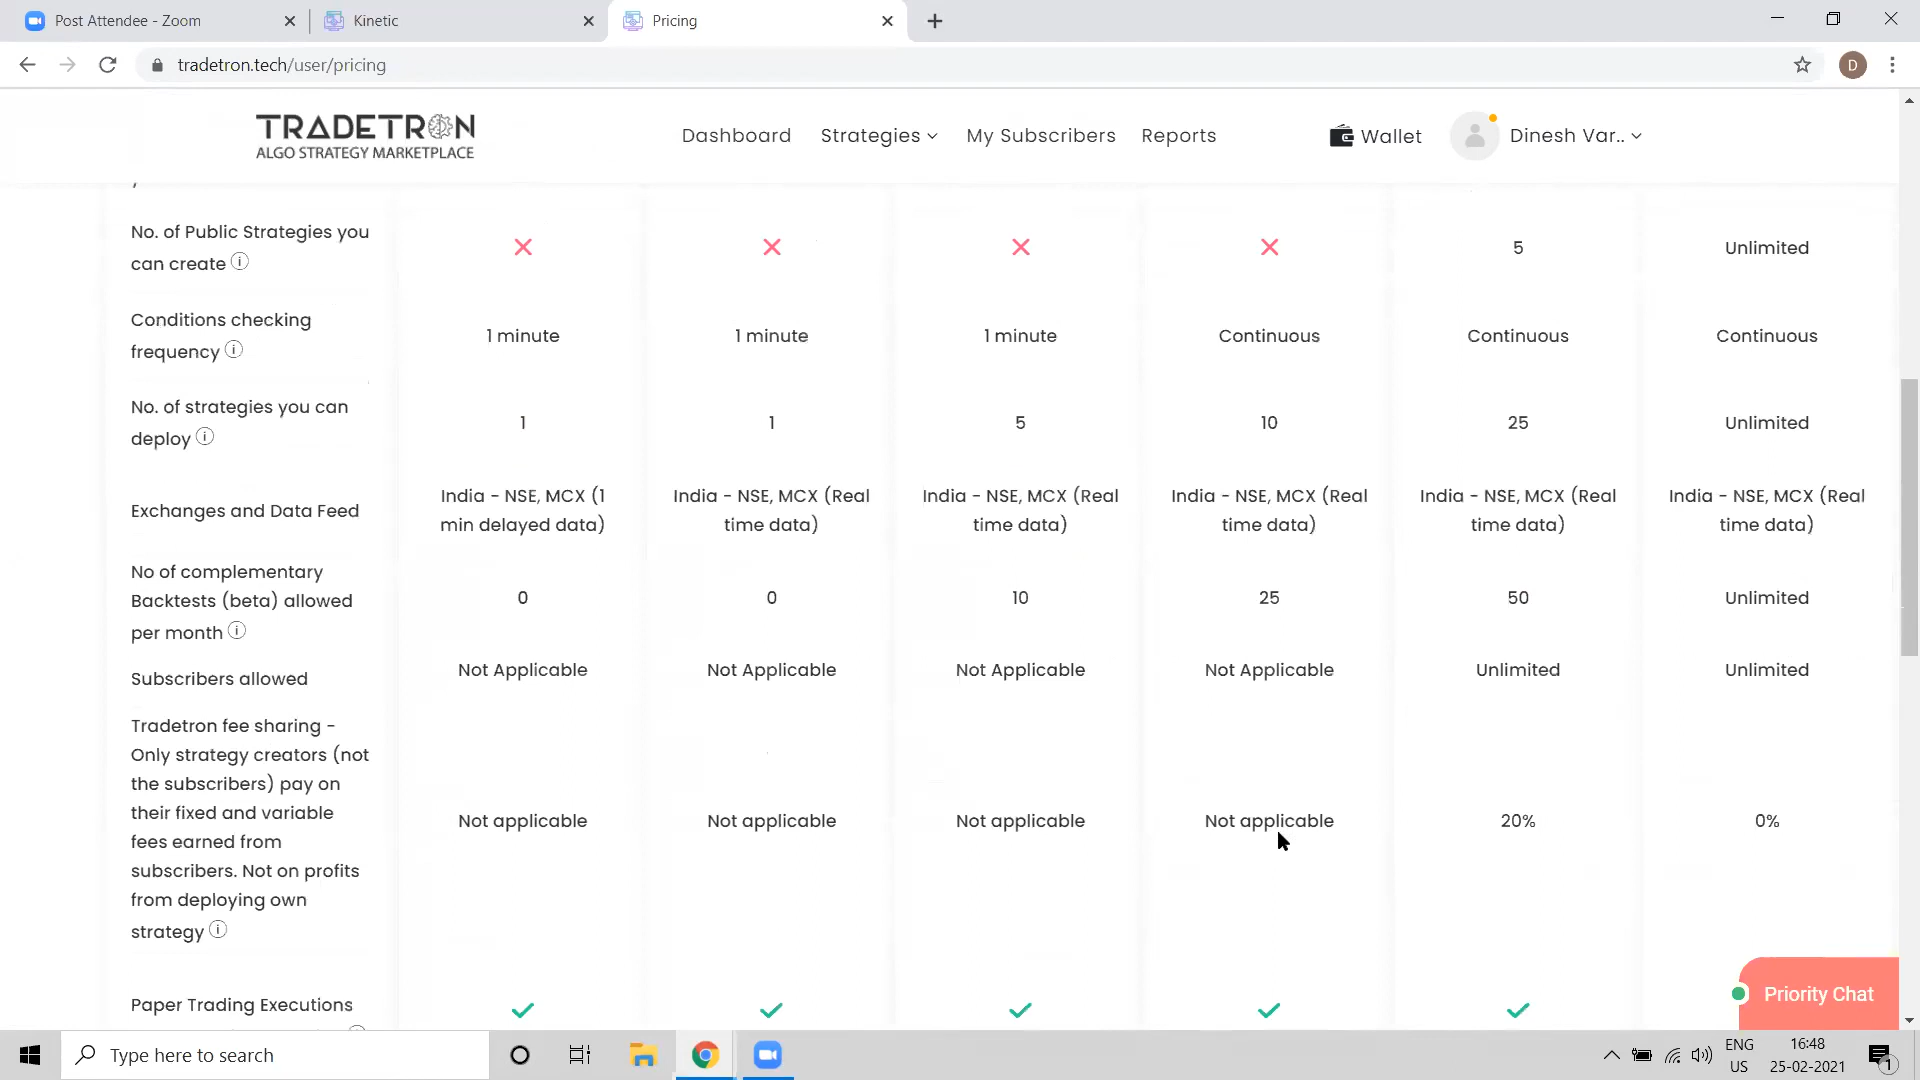 Post Attendee - Zoom
Kinetic
Pricing
tradetron.tech/user/pricing
D
TRADETRON
ALGO STRATEGY MARKETPLACE
Dashboard
Strategies
My Subscribers
Reports
Wallet
Dinesh Var..
No. of Public Strategies you
can create
5
Unlimited
Conditions checking
frequency
1 minute
1 minute
1 minute
Continuous
Continuous
Continuous
No. of strategies you can
deploy
1
1
5
10
25
Unlimited
Exchanges and Data Feed
India - NSE, MCX (1
min delayed data)
India - NSE, MCX (Real
time data)
India - NSE, MCX (Real
time data)
India - NSE, MCX (Real
time data)
India - NSE, MCX (Real
time data)
India - NSE, MCX (Real
time data)
No of complementary
Backtests (beta) allowed
per month
0
0
10
25
50
Unlimited
Subscribers allowed
Not Applicable
Not Applicable
Not Applicable
Not Applicable
Unlimited
Unlimited
Tradetron fee sharing -
Only strategy creators (not
the subscribers) pay on
their fixed and variable
fees earned from
subscribers. Not on profits
from deploying own
strategy
Not applicable
Not applicable
Not applicable
Not applicable
20%
0%
Paper Trading Executions
Priority Chat
Type here to search
ENG
US
16:48
25-02-2021
1